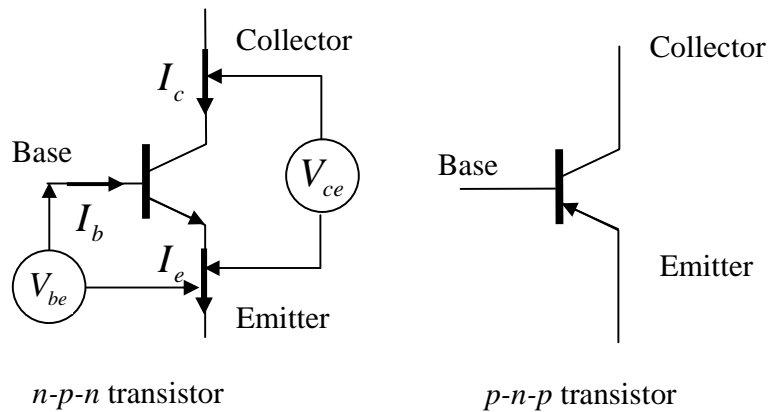 Collector
I_c
Base
V_ce
I_b
I_e
V_be
Emitter
n-p-n transistor
Collector
Base
Emitter
p-n-p transistor